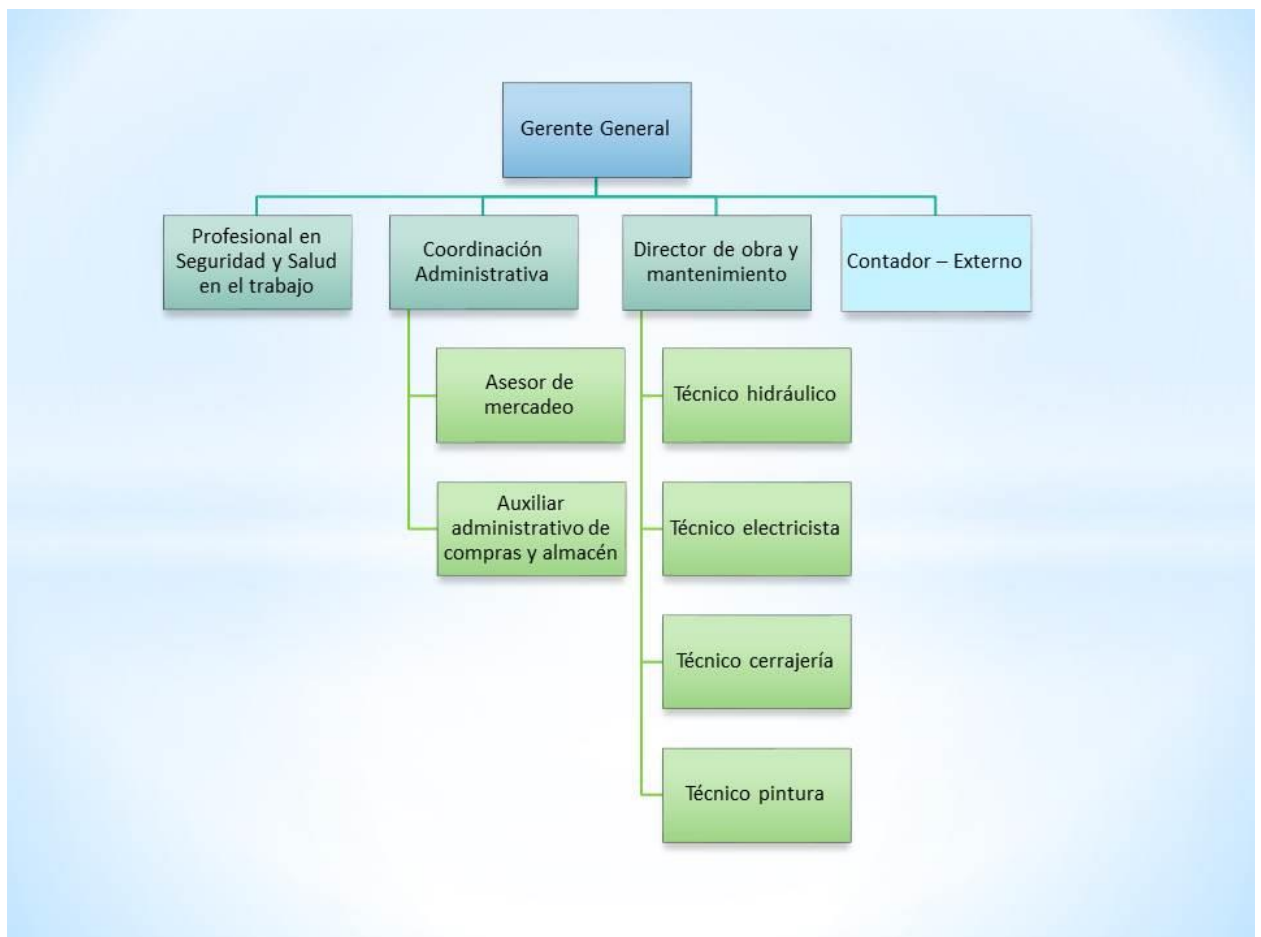 Gerente General
Profesional en
Seguridad y Salud
en el trabajo
Coordinación
Administrativa
Director de obra y
mantenimiento
Contador – Externo
Asesor de
mercadeo
Técnico hidráulico
Auxiliar
administrativo de
compras y almacén
Técnico electricista
Técnico cerrajería
Técnico pintura